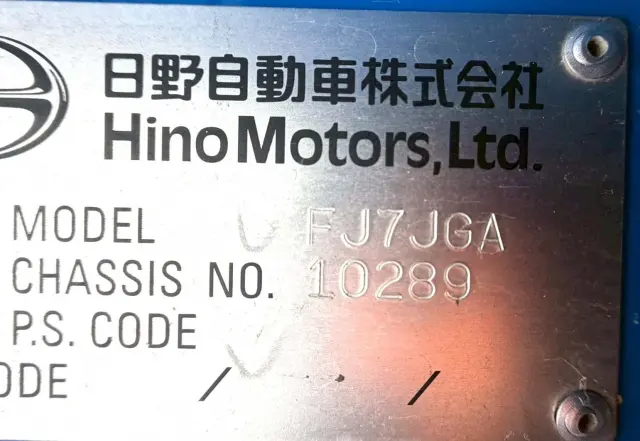 日野自動車株式会社
Hino Motors, Ltd.
MODEL FJ7JGA
CHASSIS NO. 10289
P.S. CODE
ODE / /